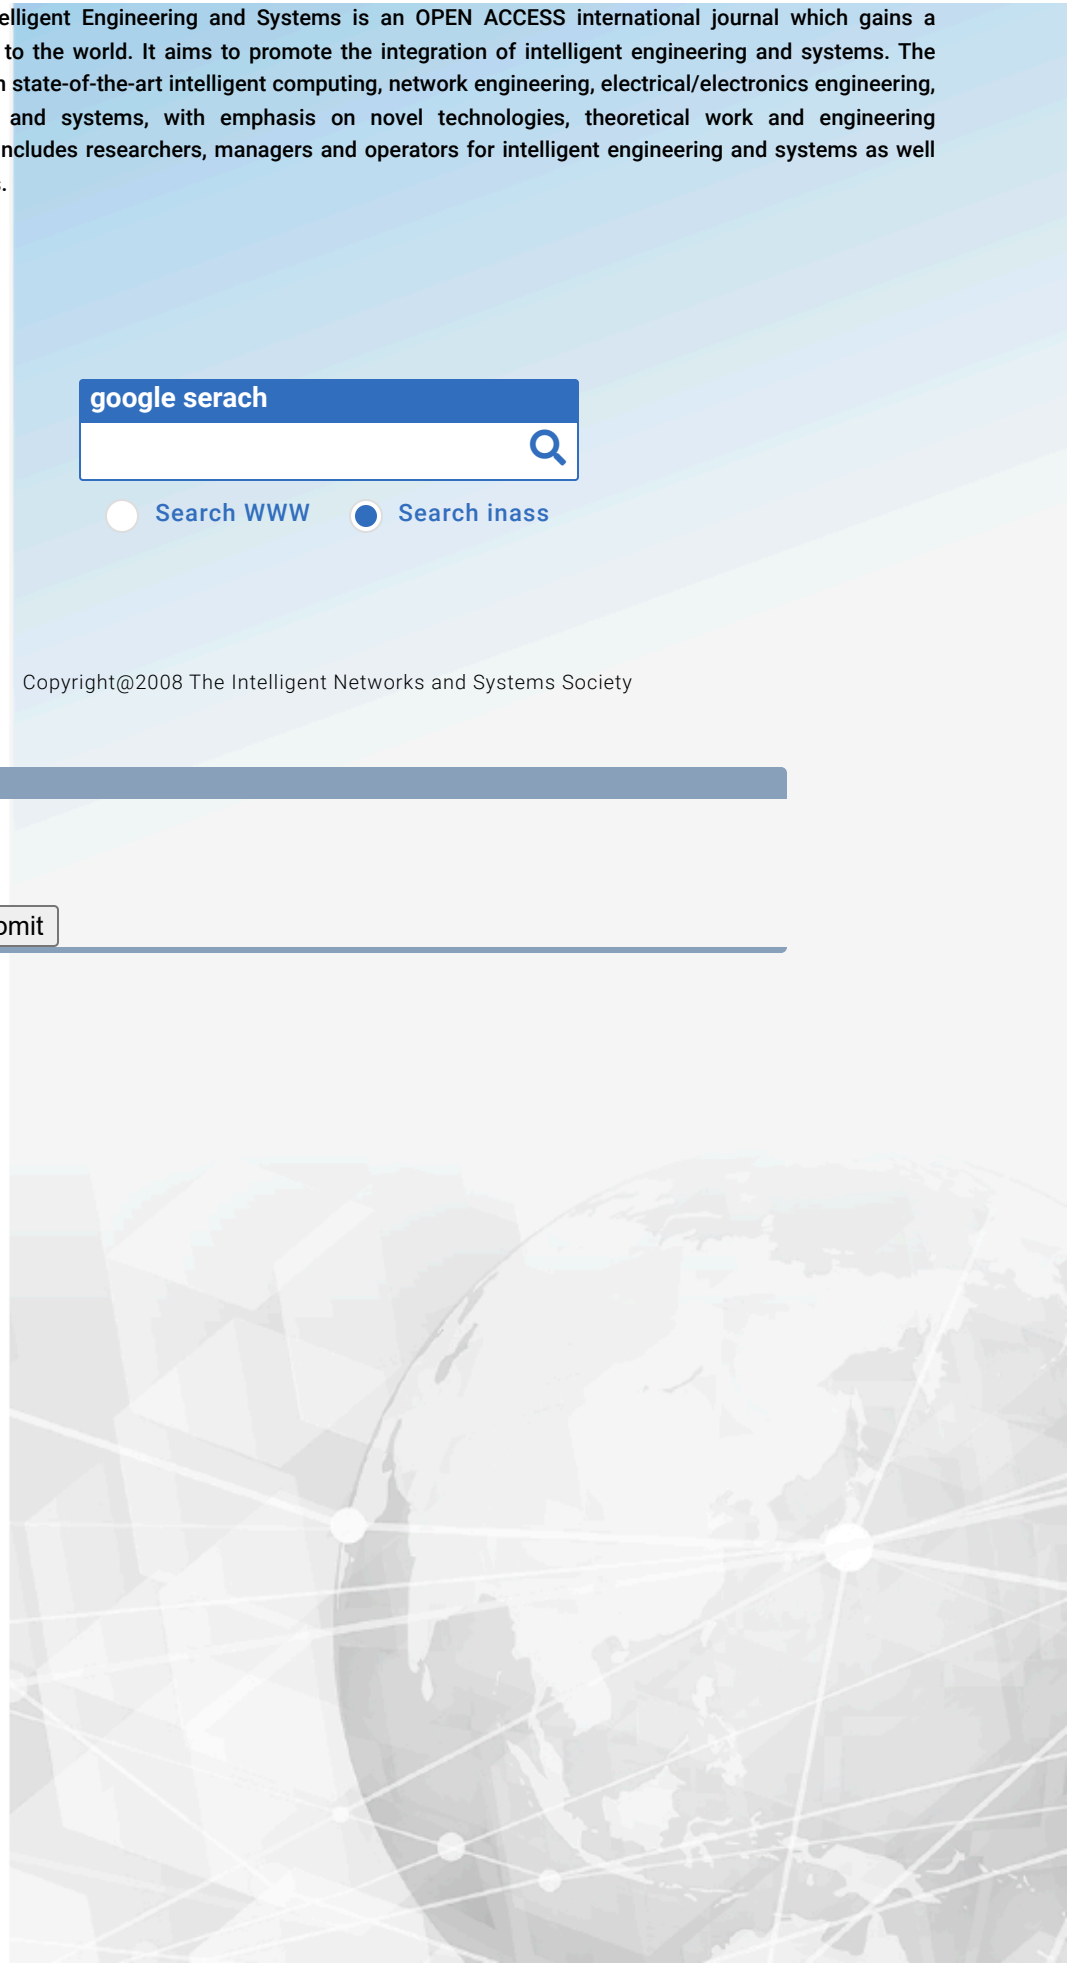 elligent Engineering and Systems is an OPEN ACCESS international journal which gains a
to the world. It aims to promote the integration of intelligent engineering and systems. The
n state-of-the-art intelligent computing, network engineering, electrical/electronics engineering,
and systems, with emphasis on novel technologies, theoretical work and engineering
includes researchers, managers and operators for intelligent engineering and systems as well
s.
google serach
Search WWW Search inass
Copyright@2008 The Intelligent Networks and Systems Society
omit